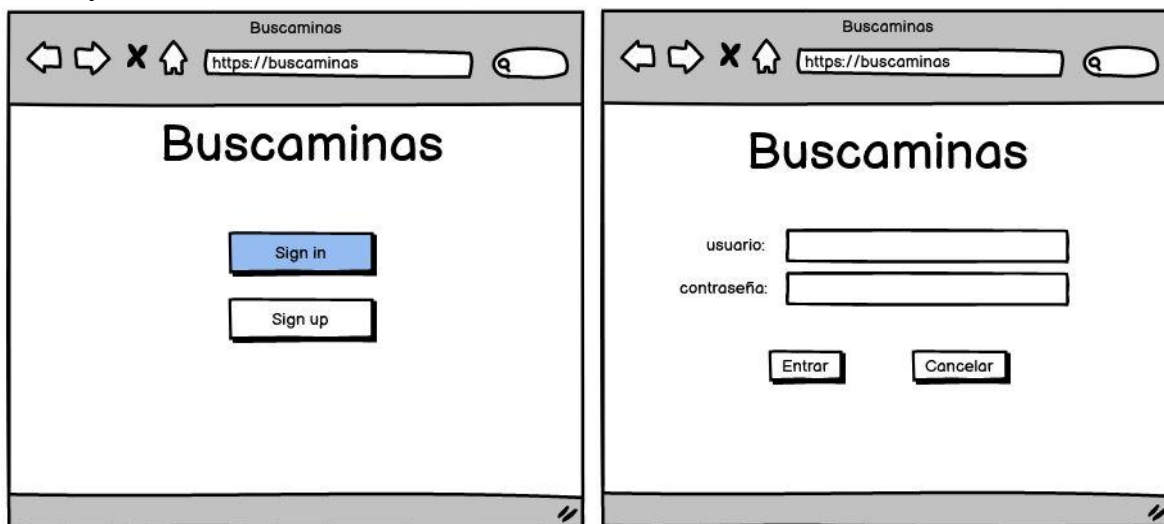 Buscaminas
https://buscaminas
Buscaminas
Sign in
Sign up
Buscaminas
https://buscaminas
Buscaminas
usuario:
contraseña:
Entrar
Cancelar